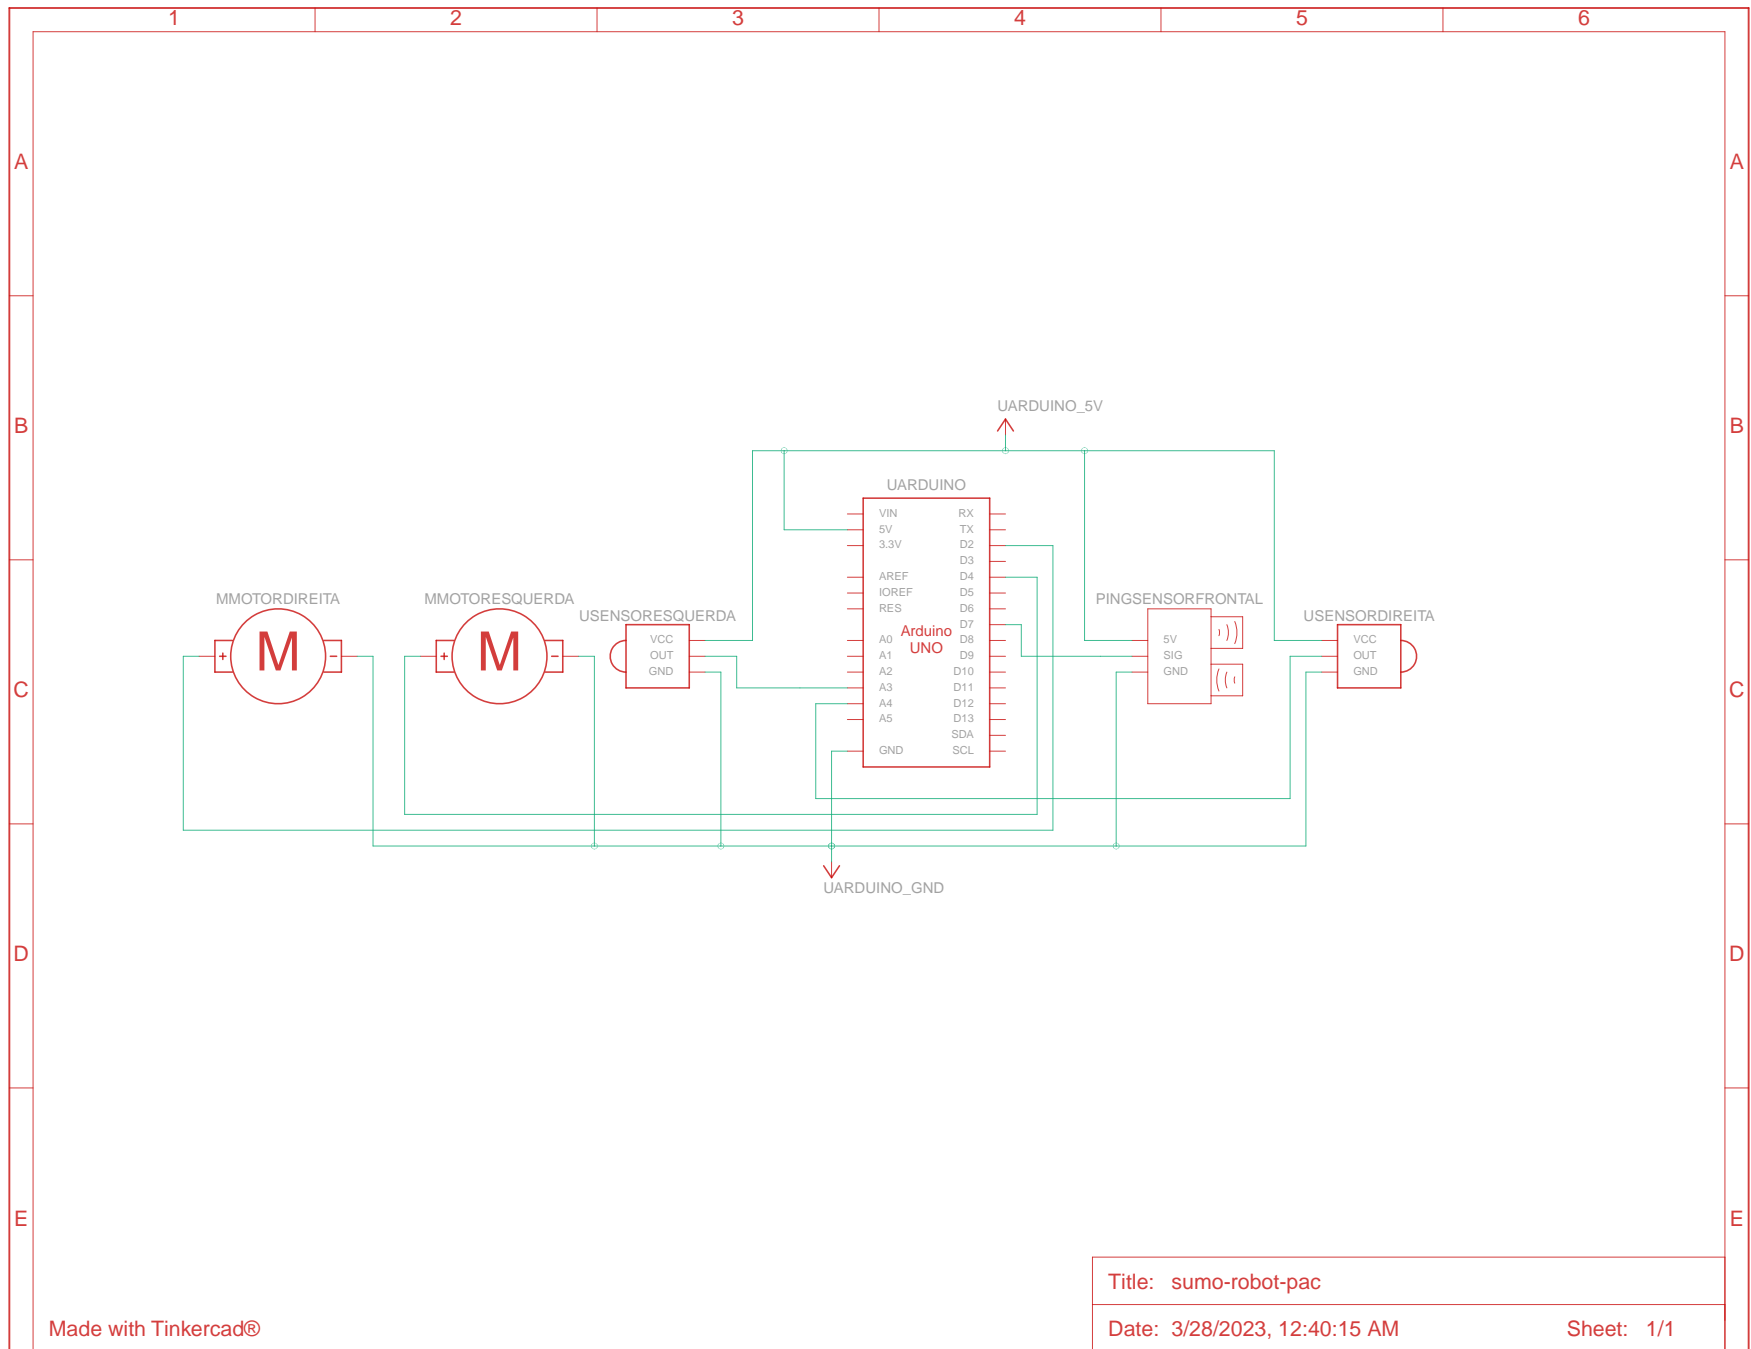 1 2 3 4 5 6
A A
B B
C C
D D
E E
UARDUINO_5V
UARDUINO
VIN RX
5V TX
3.3V D2
D3
AREF D4
IOREF D5
RES D6
D7
A0 D8
A1 D9
A2 D10
A3 D11
A4 D12
A5 D13
SDA
GND SCL
Arduino
UNO
MMOTORDIREITA
+ M -
MMOTORESQUERDA
+ M -
USENSORESQUERDA
VCC
OUT
GND
PINGSENSORFRONTAL
5V
SIG
GND
USENSORDIREITA
VCC
OUT
GND
UARDUINO_GND
Made with Tinkercad®
Title: sumo-robot-pac
Date: 3/28/2023, 12:40:15 AM Sheet: 1/1